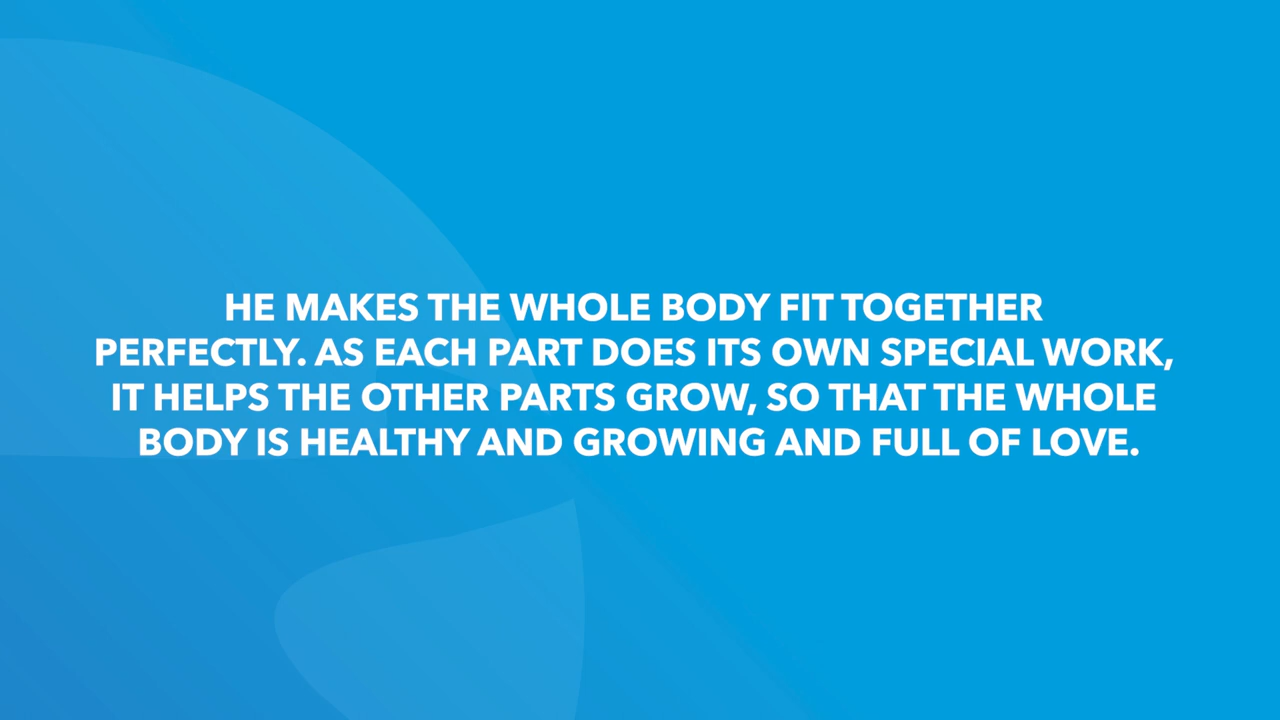 HE MAKES THE WHOLE BODY FIT TOGETHER
PERFECTLY. AS EACH PART DOES ITS OWN SPECIAL WORK,
IT HELPS THE OTHER PARTS GROW, SO THAT THE WHOLE
BODY IS HEALTHY AND GROWING AND FULL OF LOVE.